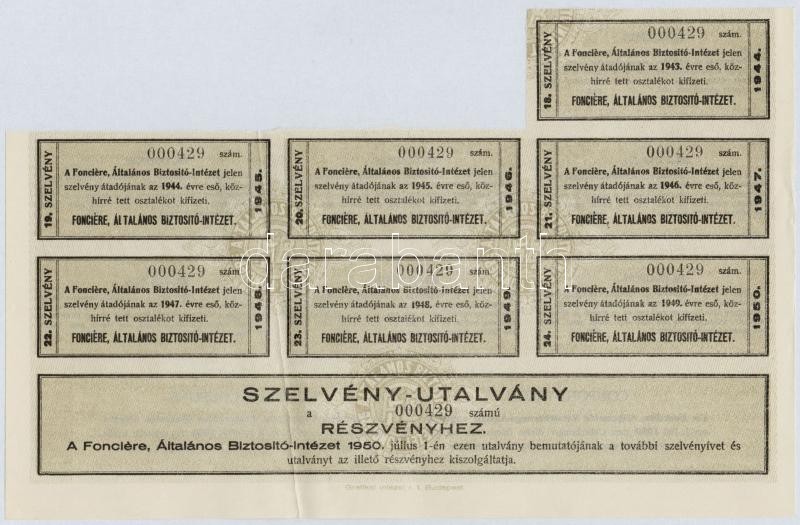 18. SZELVÉNY
000429 szám.
A Foncière, Általános Biztosító-Intézet jelen
szelvény átadójának az 1943. évre eső, köz-
hírré tett osztalékot kifizeti.
FONCIÈRE, ÁLTALÁNOS BIZTOSITÓ-INTÉZET.
1944.
19. SZELVÉNY
000429 szám.
A Foncière, Általános Biztosító-Intézet jelen
szelvény átadójának az 1944. évre eső, köz-
hírré tett osztalékot kifizeti.
FONCIÈRE, ÁLTALÁNOS BIZTOSITÓ-INTÉZET.
1945.
20. SZELVÉNY
000429 szám.
A Foncière, Általános Biztosító-Intézet jelen
szelvény átadójának az 1945. évre eső, köz-
hírré tett osztalékot kifizeti.
FONCIÈRE, ÁLTALÁNOS BIZTOSITÓ-INTÉZET.
1946.
21. SZELVÉNY
000429 szám.
A Foncière, Általános Biztosító-Intézet jelen
szelvény átadójának az 1946. évre eső, köz-
hírré tett osztalékot kifizeti.
FONCIÈRE, ÁLTALÁNOS BIZTOSITÓ-INTÉZET.
1947.
darabanth
22. SZELVÉNY
000429 szám.
A Foncière, Általános Biztosító-Intézet jelen
szelvény átadójának az 1947. évre eső, köz-
hírré tett osztalékot kifizeti.
FONCIÈRE, ÁLTALÁNOS BIZTOSITÓ-INTÉZET.
1948.
23. SZELVÉNY
000429 szám.
A Foncière, Általános Biztosító-Intézet jelen
szelvény átadójának az 1948. évre eső, köz-
hírré tett osztalékot kifizeti.
FONCIÈRE, ÁLTALÁNOS BIZTOSITÓ-INTÉZET.
1949.
24. SZELVÉNY
000429 szám.
A Foncière, Általános Biztosító-Intézet jelen
szelvény átadójának az 1949. évre eső, köz-
hírré tett osztalékot kifizeti.
FONCIÈRE, ÁLTALÁNOS BIZTOSITÓ-INTÉZET.
1950.
SZELVÉNY-UTALVÁNY
a 000429 számú
RÉSZVÉNYHEZ.
A Foncière, Általános Biztositó-Intézet 1950. július 1-én ezen utalvány bemutatójának a további szelvényívet és
utalványt az illető részvényhez kiszolgáltatja.